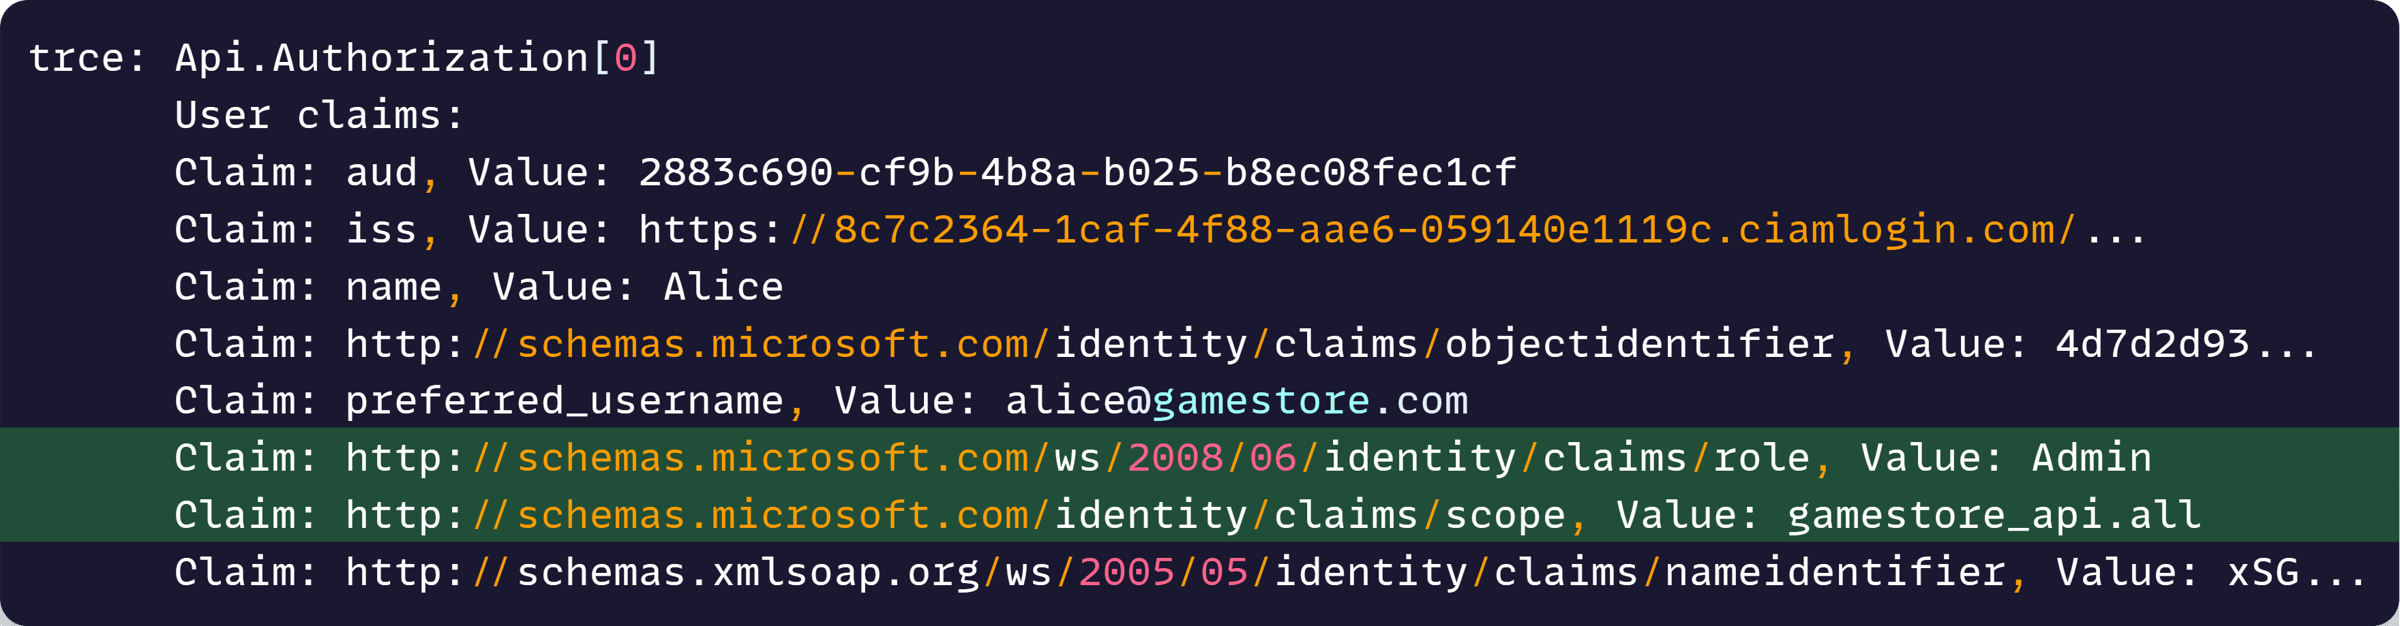 trce: Api.Authorization[0]
User claims:
Claim: aud, Value: 2883c690-cf9b-4b8a-b025-b8ec08fec1cf
Claim: iss, Value: https://8c7c2364-1caf-4f88-aae6-059140e1119c.ciamlogin.com/...
Claim: name, Value: Alice
Claim: http://schemas.microsoft.com/identity/claims/objectidentifier, Value: 4d7d2d93...
Claim: preferred_username, Value: alice@gamestore.com
Claim: http://schemas.microsoft.com/ws/2008/06/identity/claims/role, Value: Admin
Claim: http://schemas.microsoft.com/identity/claims/scope, Value: gamestore_api.all
Claim: http://schemas.xmlsoap.org/ws/2005/05/identity/claims/nameidentifier, Value: xSG...